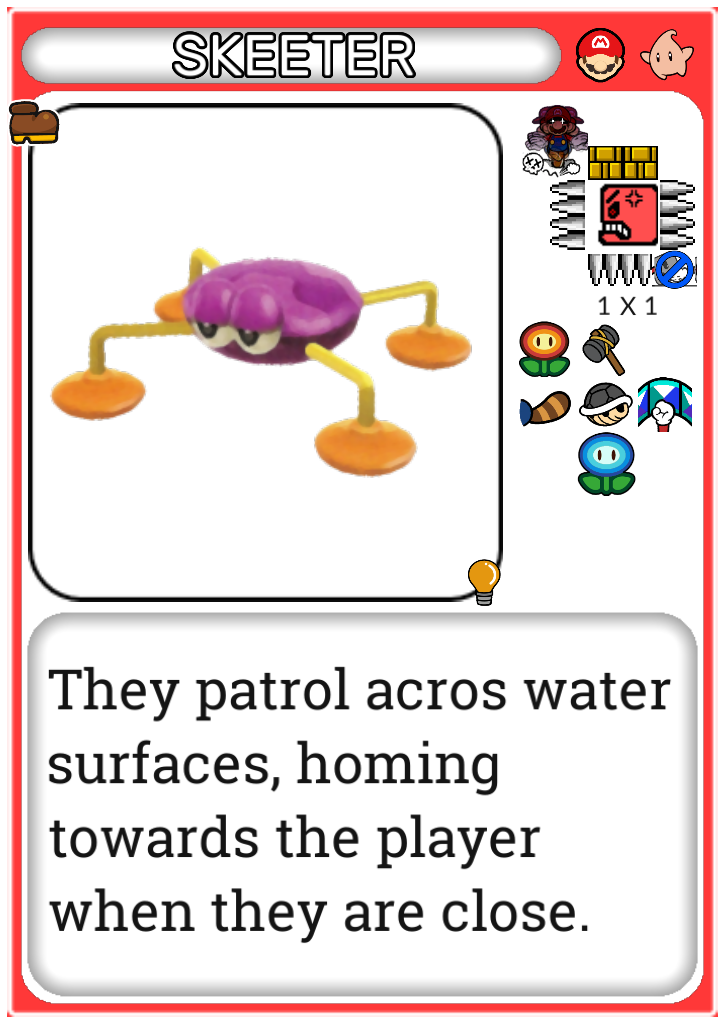 SKEETER
1 X 1
They patrol acros water
surfaces, homing
towards the player
when they are close.